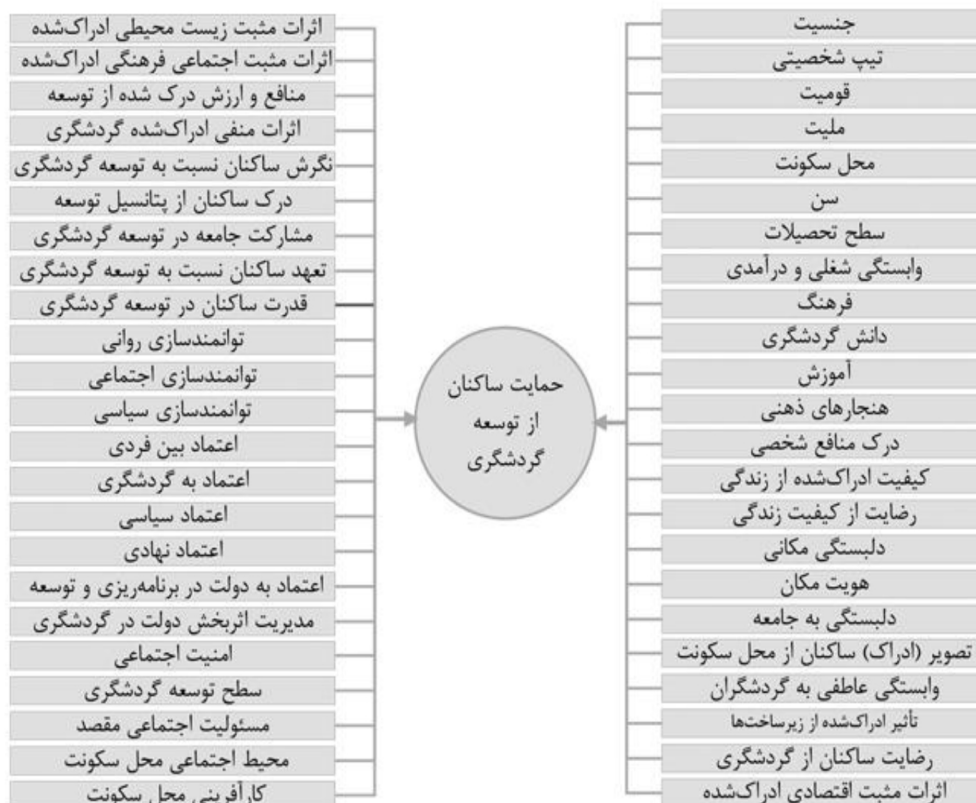 جنسیت
تیپ شخصیتی
قومیت
ملیت
محل سکونت
سن
سطح تحصیلات
وابستگی شغلی و درآمدی
فرهنگ
دانش گردشگری
آموزش
هنجارهای ذهنی
درک منافع شخصی
کیفیت ادراک‌شده از زندگی
رضایت از کیفیت زندگی
دلبستگی مکانی
هویت مکان
دلبستگی به جامعه
تصویر (ادراک) ساکنان از محل سکونت
وابستگی عاطفی به گردشگران
تأثیر ادراک‌شده از زیرساخت‌ها
رضایت ساکنان از گردشگری
اثرات مثبت اقتصادی ادراک‌شده
حمایت ساکنان
از توسعه
گردشگری
اثرات مثبت زیست محیطی ادراک‌شده
اثرات مثبت اجتماعی فرهنگی ادراک‌شده
منافع و ارزش درک شده از توسعه
اثرات منفی ادراک‌شده گردشگری
نگرش ساکنان نسبت به توسعه گردشگری
درک ساکنان از پتانسیل توسعه
مشارکت جامعه در توسعه گردشگری
تعهد ساکنان نسبت به توسعه گردشگری
قدرت ساکنان در توسعه گردشگری
توانمندسازی روانی
توانمندسازی اجتماعی
توانمندسازی سیاسی
اعتماد بین فردی
اعتماد به گردشگری
اعتماد سیاسی
اعتماد نهادی
اعتماد به دولت در برنامه‌ریزی و توسعه
مدیریت اثربخش دولت در گردشگری
امنیت اجتماعی
سطح توسعه گردشگری
مسئولیت اجتماعی مقصد
محیط اجتماعی محل سکونت
کارآفرینی محل سکونت